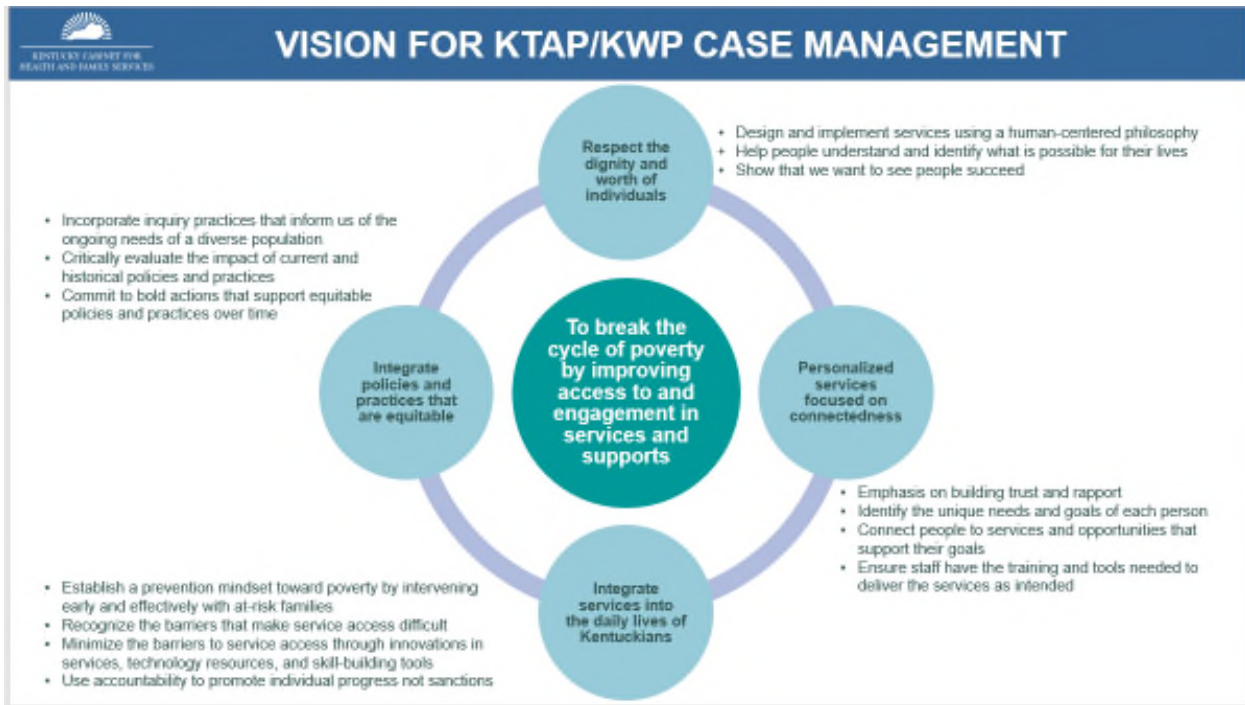 KENTUCKY CABINET FOR
HEALTH AND FAMILY SERVICES
VISION FOR KTAP/KWP CASE MANAGEMENT
Respect the
dignity and
worth of
individuals
• Design and implement services using a human-centered philosophy
• Help people understand and identify what is possible for their lives
• Show that we want to see people succeed
• Incorporate inquiry practices that inform us of the
ongoing needs of a diverse population
• Critically evaluate the impact of current and
historical policies and practices
• Commit to bold actions that support equitable
policies and practices over time
Integrate
policies and
practices that
are equitable
To break the
cycle of poverty
by improving
access to and
engagement in
services and
supports
Personalized
services
focused on
connectedness
• Emphasis on building trust and rapport
• Identify the unique needs and goals of each person
• Connect people to services and opportunities that
support their goals
• Ensure staff have the training and tools needed to
deliver the services as intended
Integrate
services into
the daily lives of
Kentuckians
• Establish a prevention mindset toward poverty by intervening
early and effectively with at-risk families
• Recognize the barriers that make service access difficult
• Minimize the barriers to service access through innovations in
services, technology resources, and skill-building tools
• Use accountability to promote individual progress not sanctions